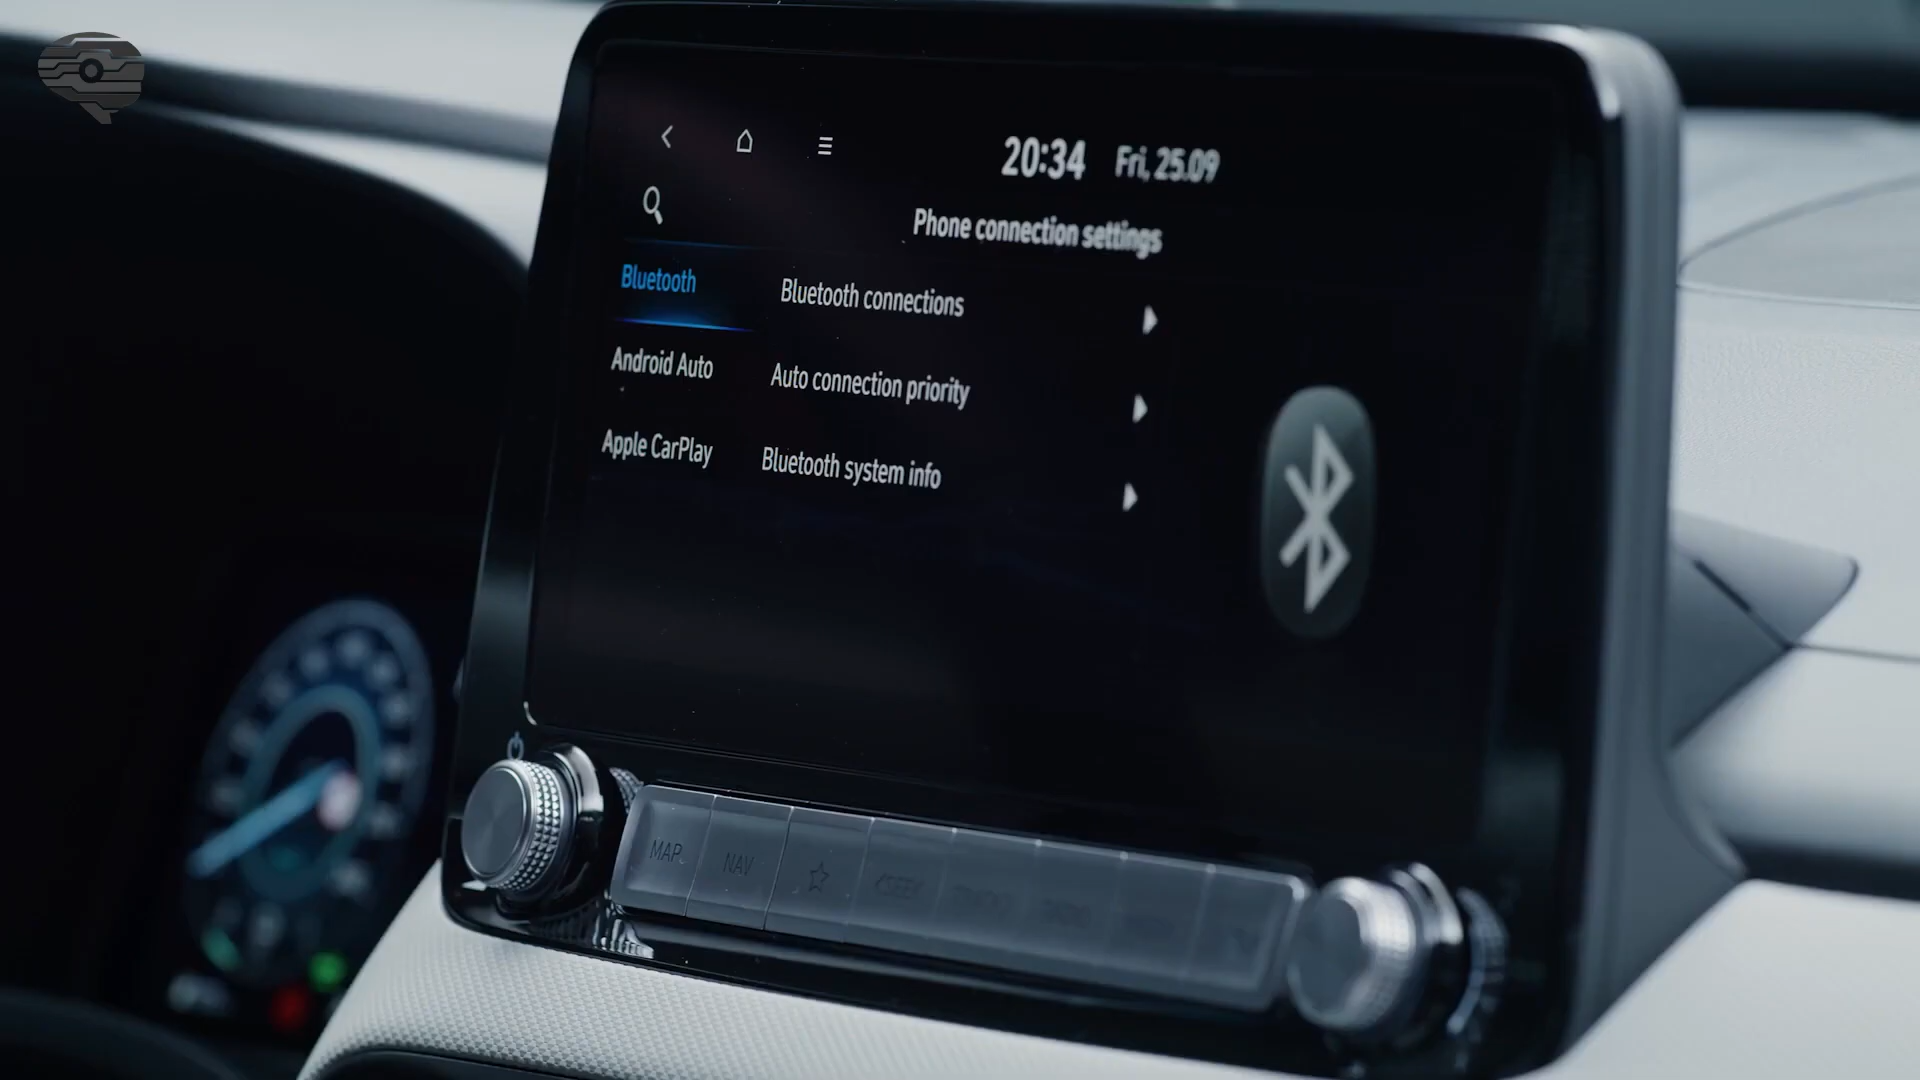 20:34 Fri, 25.09
Phone connection settings
Bluetooth
Bluetooth connections
Android Auto
Auto connection priority
Apple CarPlay
Bluetooth system info
MAP
NAV
SEEK